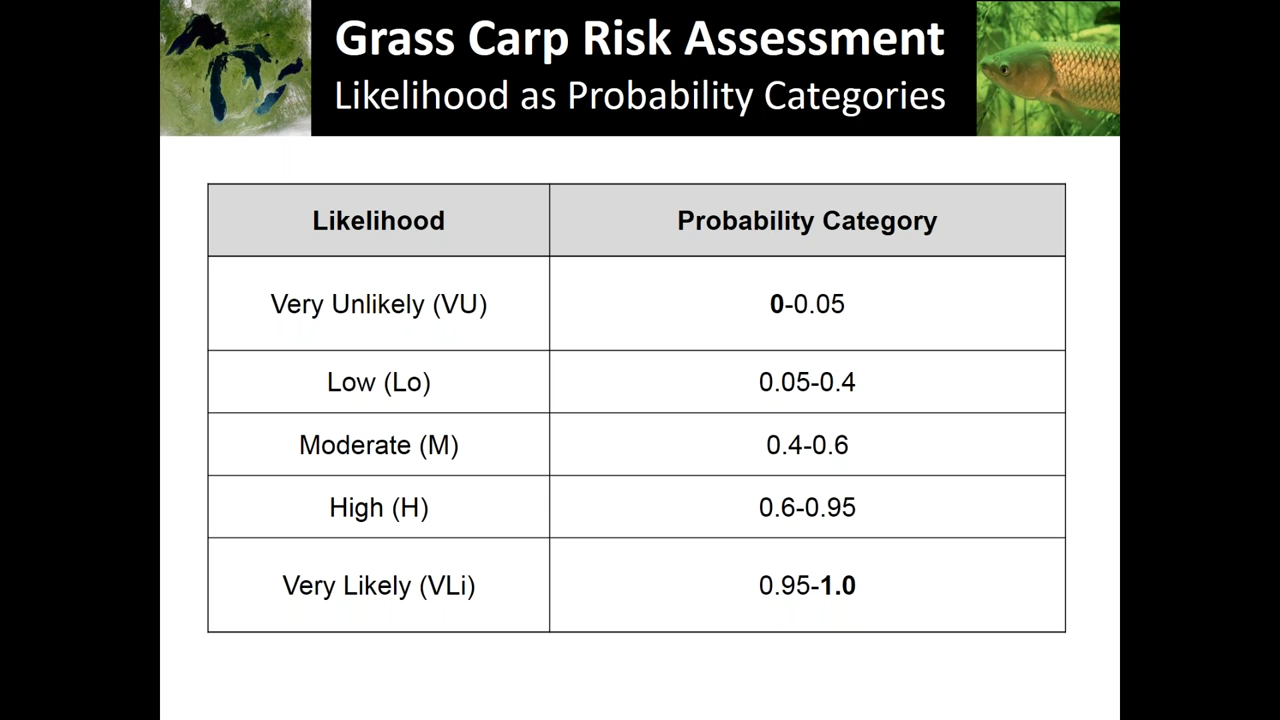 Grass Carp Risk Assessment
Likelihood as Probability Categories
Likelihood Probability Category
Very Unlikely (VU) 0-0.05
Low (Lo) 0.05-0.4
Moderate (M) 0.4-0.6
High (H) 0.6-0.95
Very Likely (VLi) 0.95-1.0